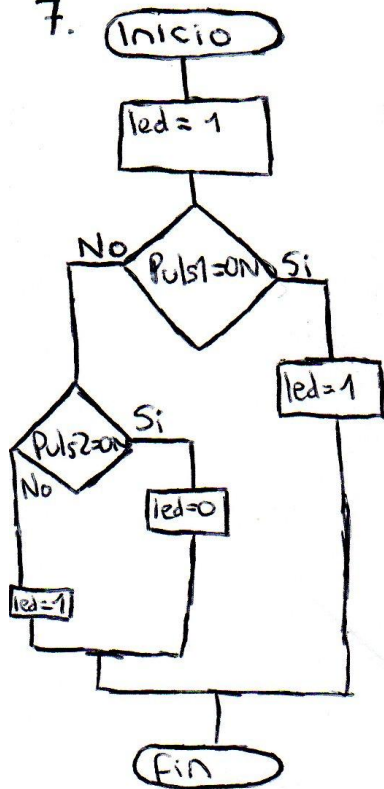 7.
Inicio
led = 1
No
Puls1=ON
Si
led=1
Puls2=ON
Si
No
led=0
led=1
Fin